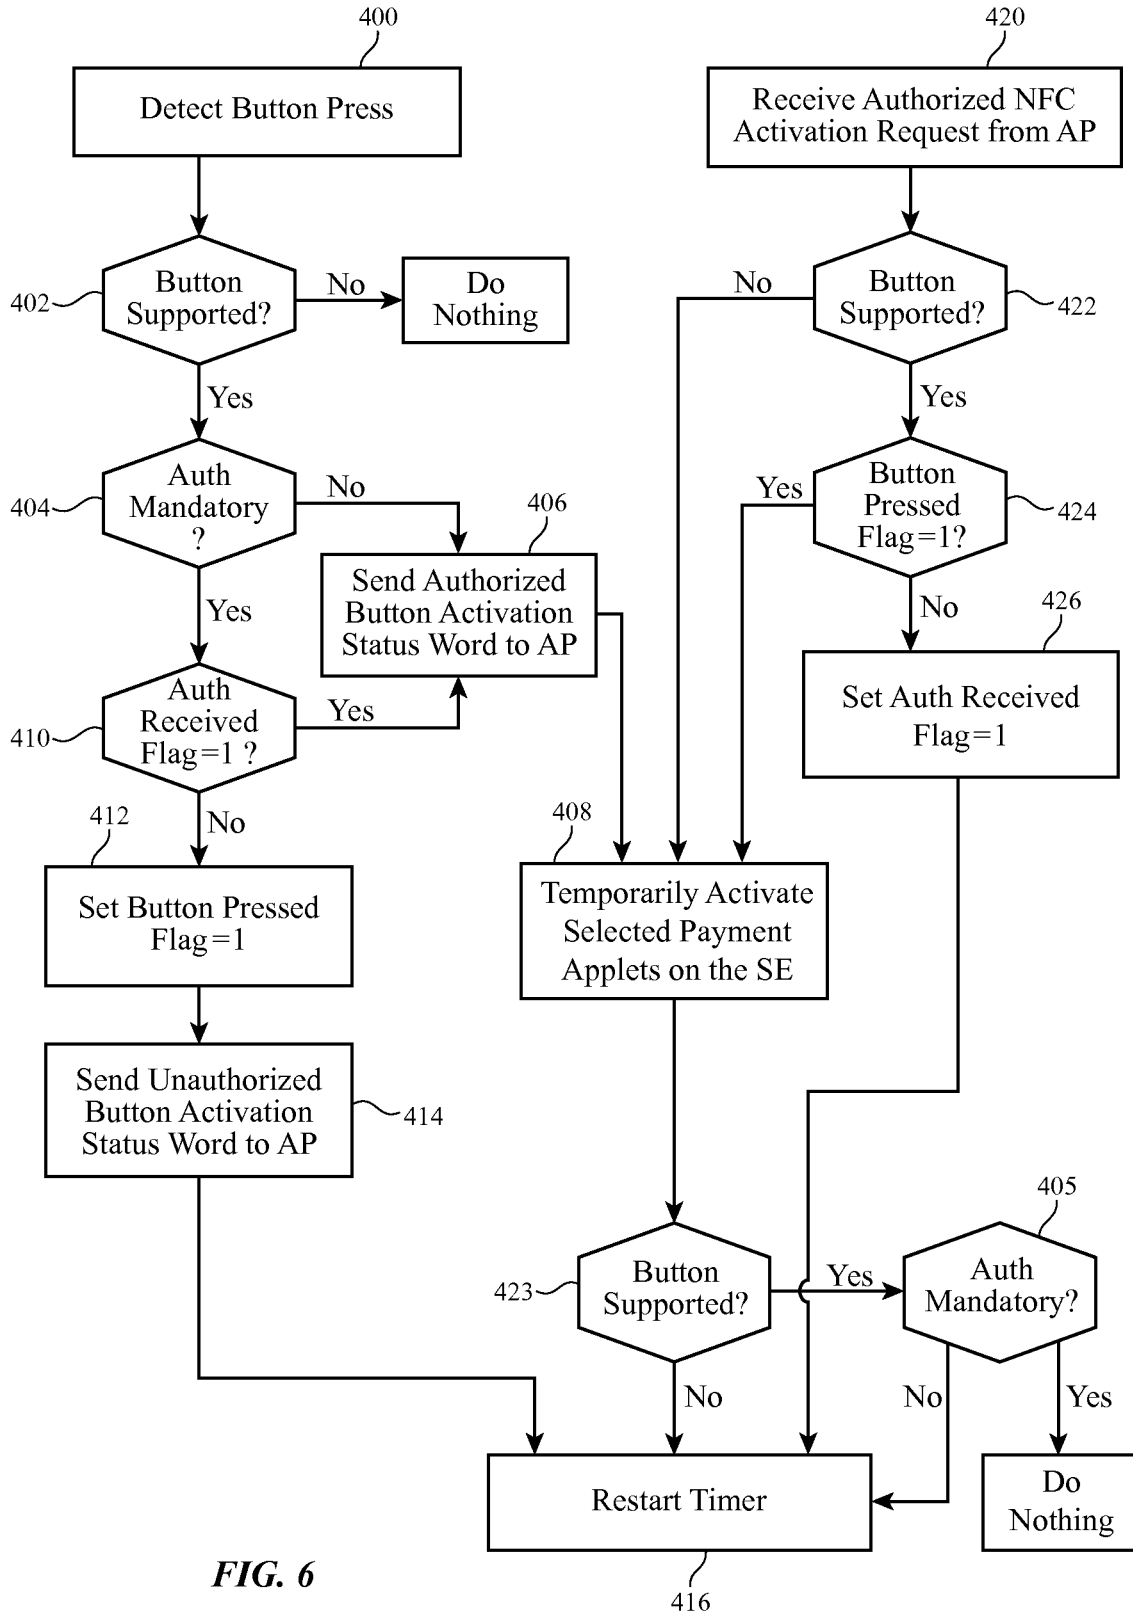 400
Detect Button Press
420
Receive Authorized NFC
Activation Request from AP
402
Button
Supported?
No
Do
Nothing
Yes
No
Button
Supported?
422
Yes
404
Auth
Mandatory
?
No
Yes
406
Send Authorized
Button Activation
Status Word to AP
Yes
Button
Pressed
Flag=1?
424
No
426
Set Auth Received
Flag=1
410
Auth
Received
Flag=1 ?
Yes
No
412
Set Button Pressed
Flag=1
408
Temporarily Activate
Selected Payment
Applets on the SE
Send Unauthorized
Button Activation
Status Word to AP
414
423
Button
Supported?
Yes
405
Auth
Mandatory?
No
No
Yes
Restart Timer
Do
Nothing
416
FIG. 6